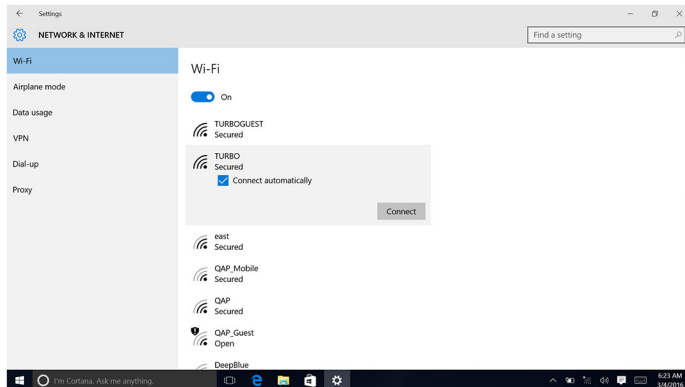 Settings
NETWORK & INTERNET
Find a setting
Wi-Fi
Airplane mode
Data usage
VPN
Dial-up
Proxy
Wi-Fi
On
TURBOGUEST
Secured
TURBO
Secured
Connect automatically
Connect
east
Secured
QAP_Mobile
Secured
QAP
Secured
QAP_Guest
Open
DeepBlue
I'm Cortana. Ask me anything.
6:23 AM
3/4/2016